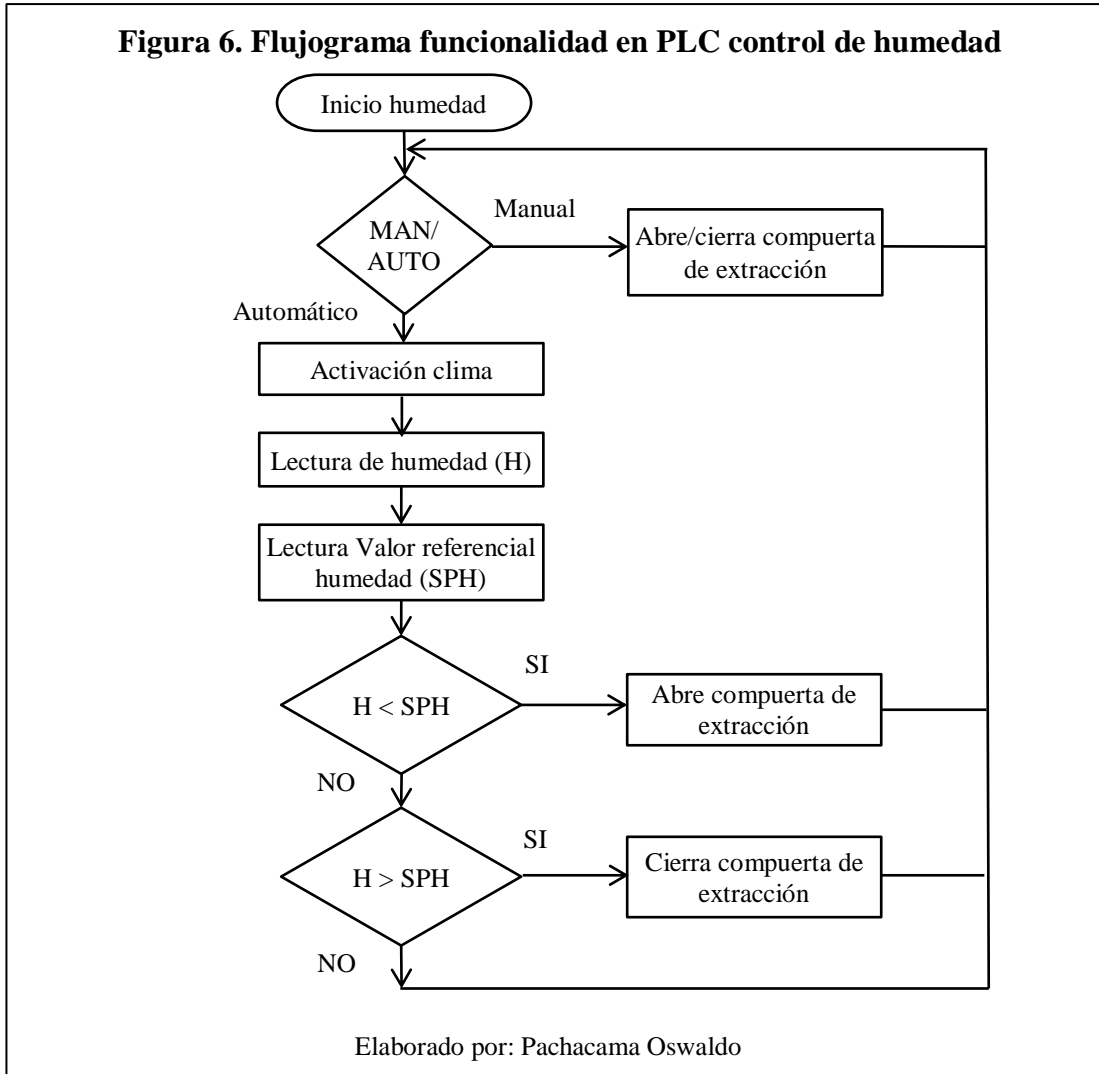 Figura 6. Flujograma funcionalidad en PLC control de humedad
Inicio humedad
MAN/
AUTO
Manual
Abre/cierra compuerta
de extracción
Automático
Activación clima
Lectura de humedad (H)
Lectura Valor referencial
humedad (SPH)
H < SPH
SI
Abre compuerta de
extracción
NO
H > SPH
SI
Cierra compuerta de
extracción
NO
Elaborado por: Pachacama Oswaldo